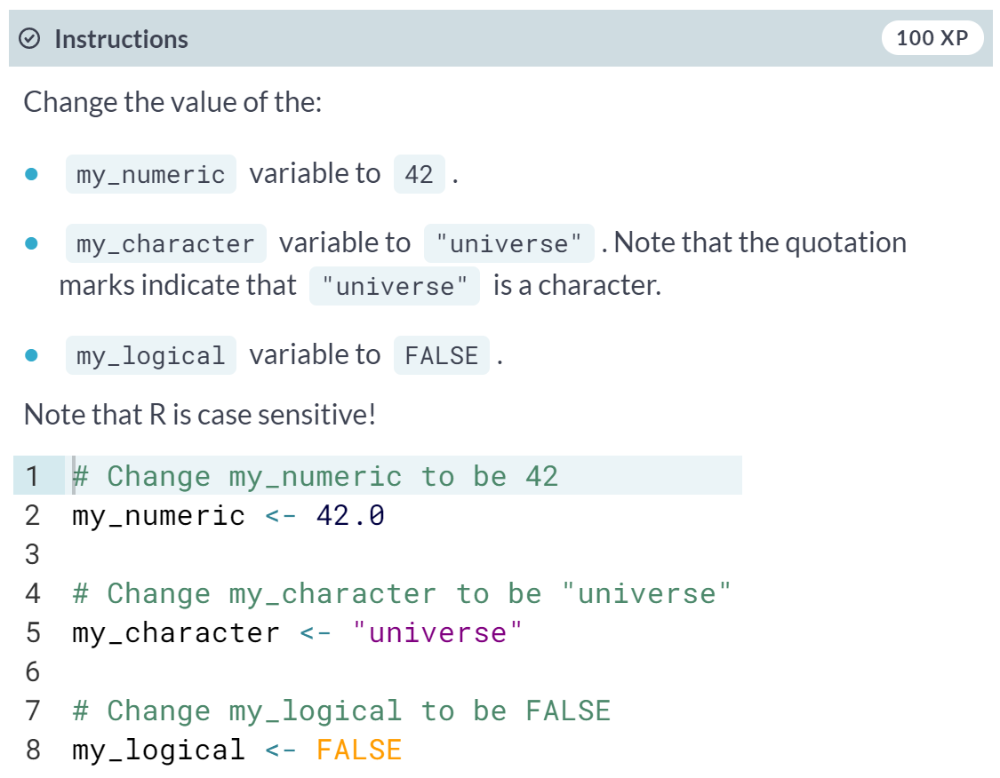 Instructions 100 XP
Change the value of the:
my_numeric variable to 42 .
my_character variable to "universe" . Note that the quotation
marks indicate that "universe" is a character.
my_logical variable to FALSE .
Note that R is case sensitive!
1 # Change my_numeric to be 42
2 my_numeric <- 42.0
3
4 # Change my_character to be "universe"
5 my_character <- "universe"
6
7 # Change my_logical to be FALSE
8 my_logical <- FALSE